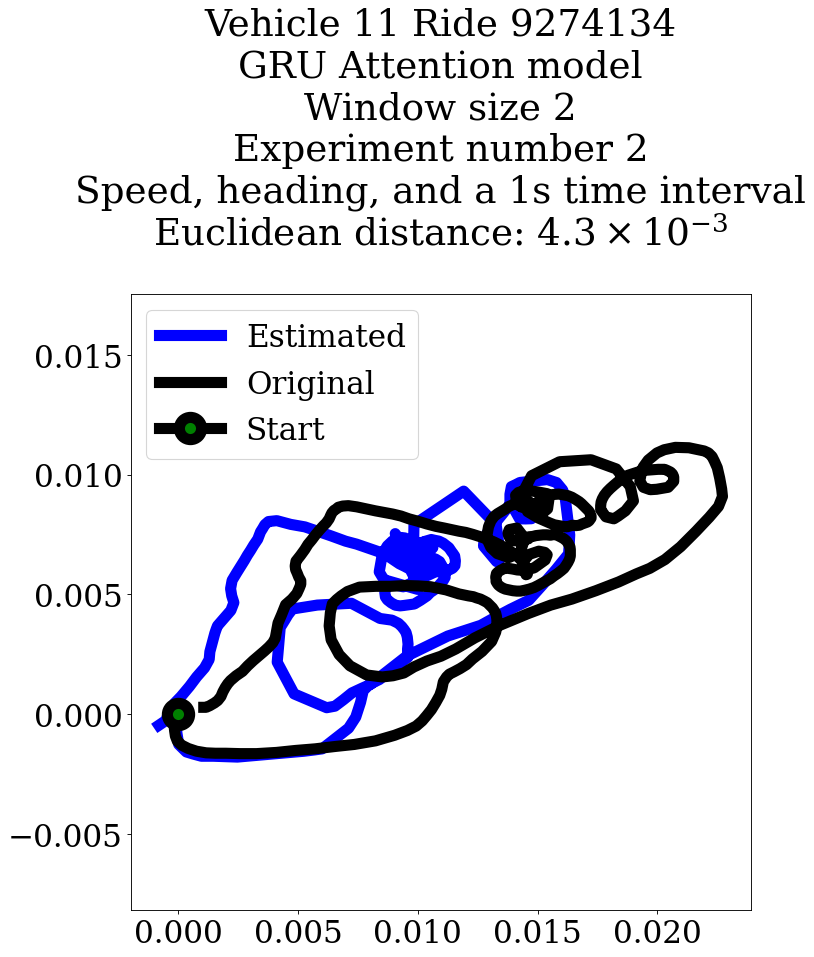 Vehicle 11 Ride 9274134
GRU Attention model
Window size 2
Experiment number 2
Speed, heading, and a 1s time interval
Euclidean distance: 4.3 × 10⁻³
Estimated
Original
Start
0.015
0.010
0.005
0.000
−0.005
0.000 0.005 0.010 0.015 0.020